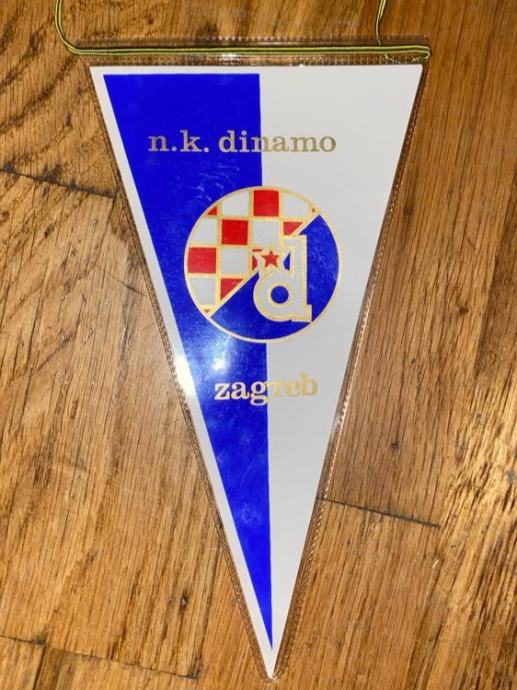 n.k. dinamo
d
zagreb